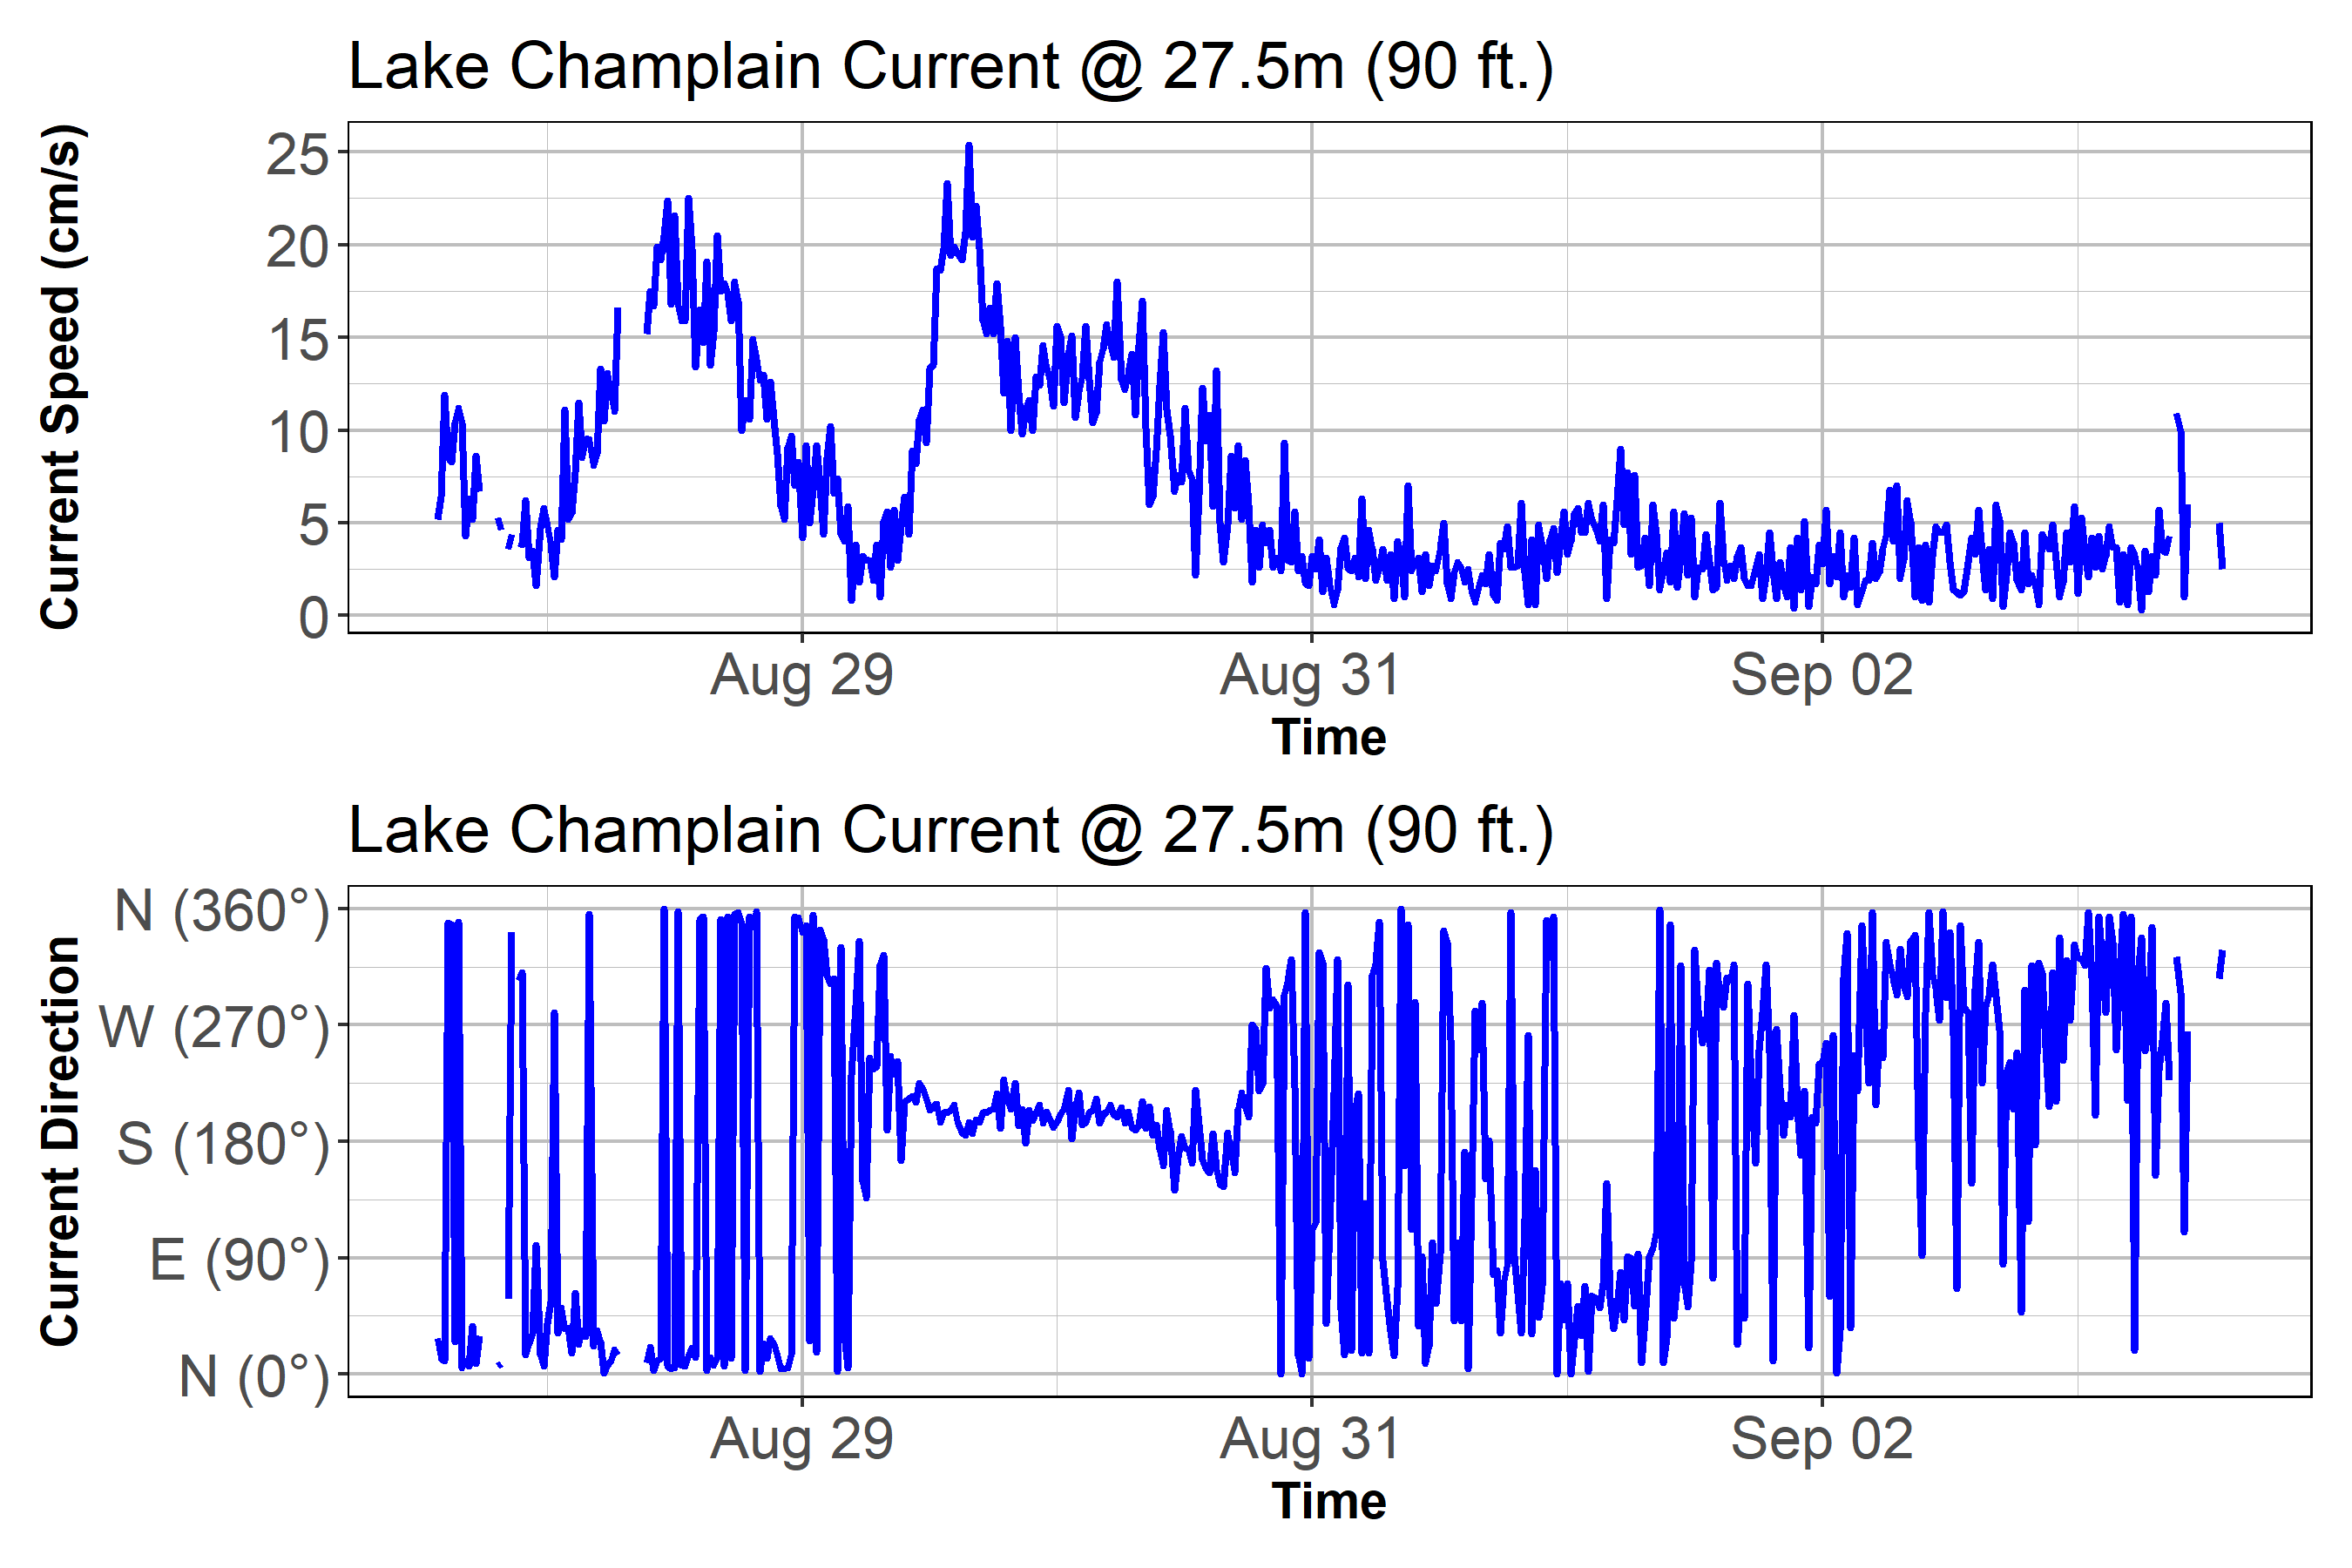 Lake Champlain Current @ 27.5m (90 ft.)
Current Speed (cm/s)
25
20
15
10
5
0
Aug 29 Aug 31 Sep 02
Time
Lake Champlain Current @ 27.5m (90 ft.)
Current Direction
N (360°)
W (270°)
S (180°)
E (90°)
N (0°)
Aug 29 Aug 31 Sep 02
Time